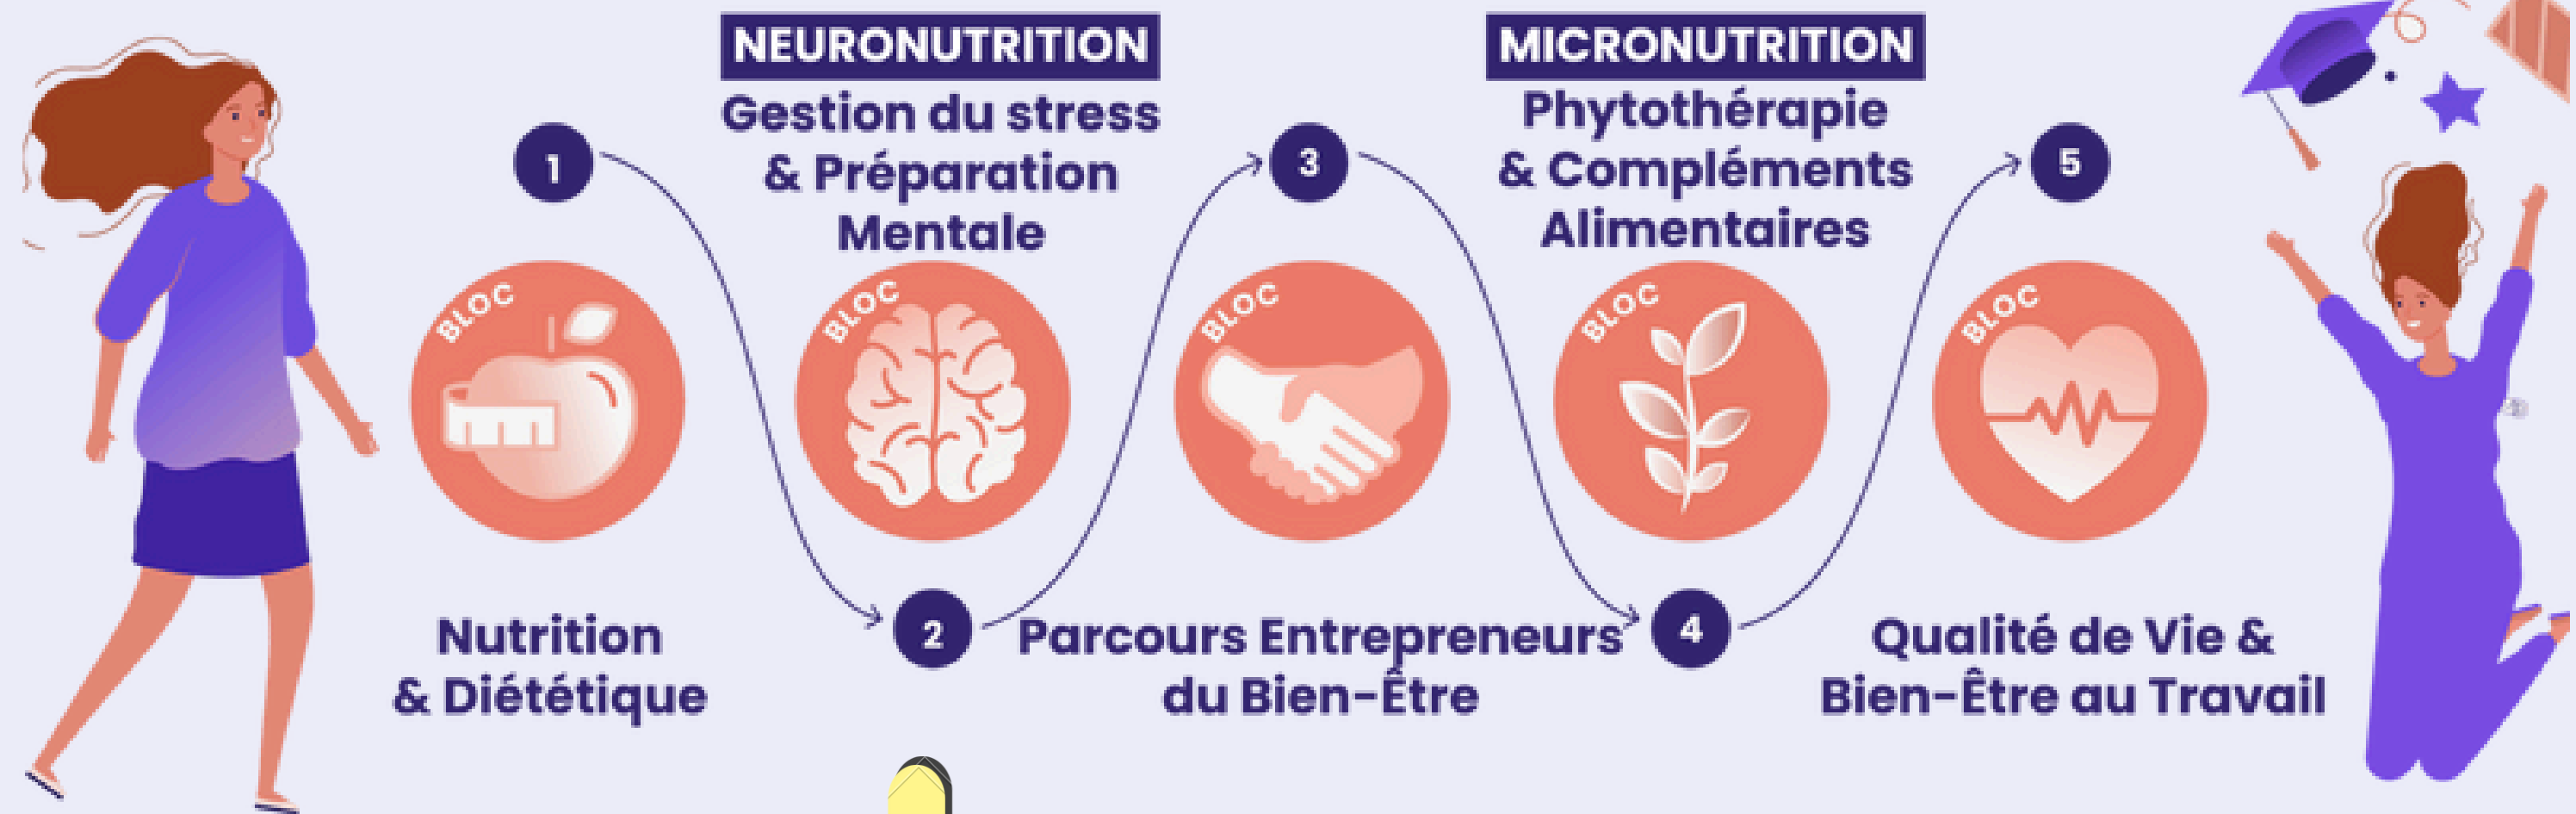 1
BLOC
Nutrition
& Diététique
NEURONUTRITION
Gestion du stress
& Préparation
Mentale
BLOC
2
3
BLOC
Parcours Entrepreneurs
du Bien-Être
MICRONUTRITION
Phytothérapie
& Compléments
Alimentaires
BLOC
4
5
BLOC
Qualité de Vie &
Bien-Être au Travail